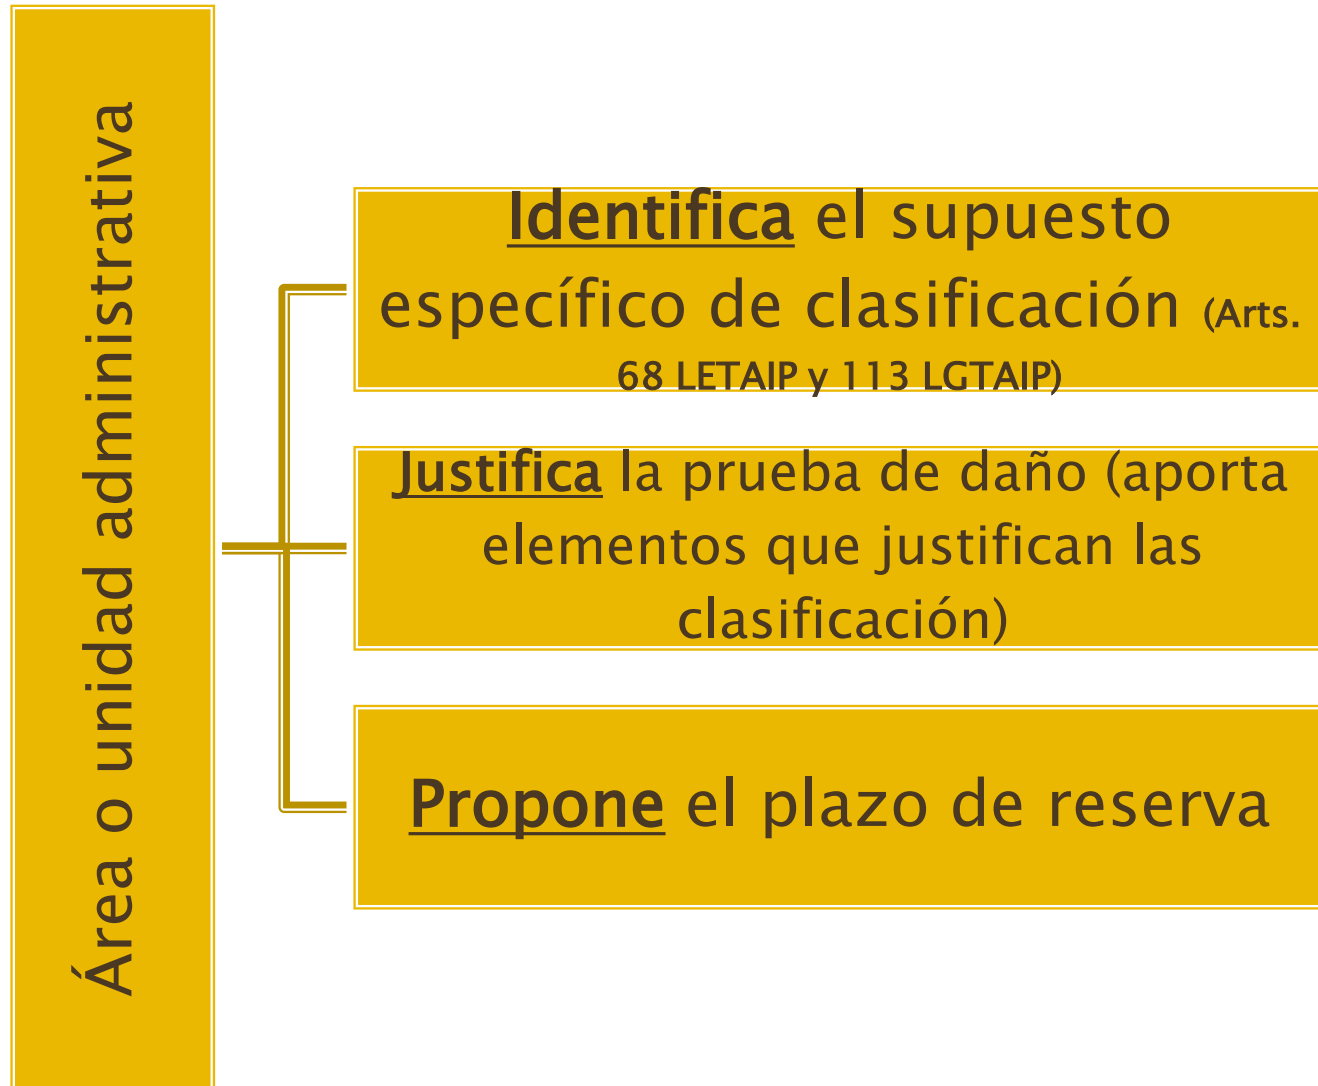 Área o unidad administrativa
Identifica el supuesto
específico de clasificación (Arts.
68 LETAIP y 113 LGTAIP)
Justifica la prueba de daño (aporta
elementos que justifican las
clasificación)
Propone el plazo de reserva